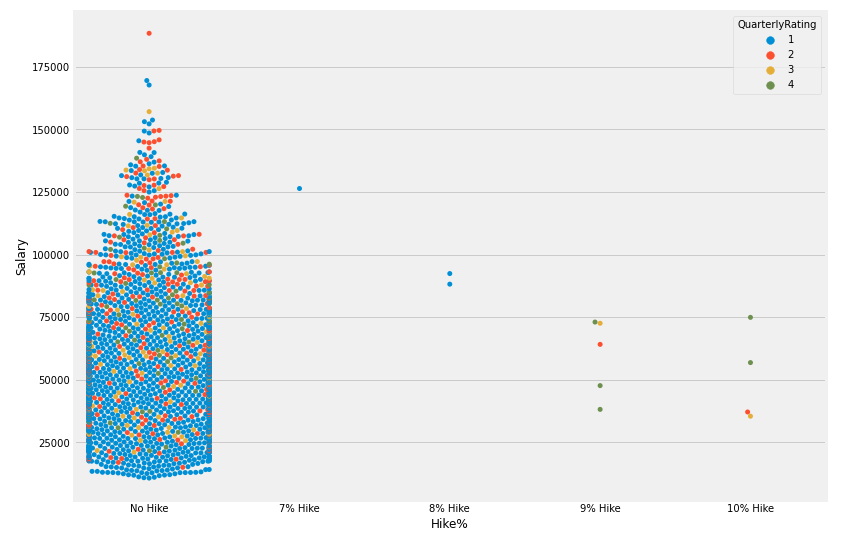 QuarterlyRating
1
2
3
4
175000
150000
125000
100000
75000
50000
25000
Salary
No Hike 7% Hike 8% Hike 9% Hike 10% Hike
Hike%